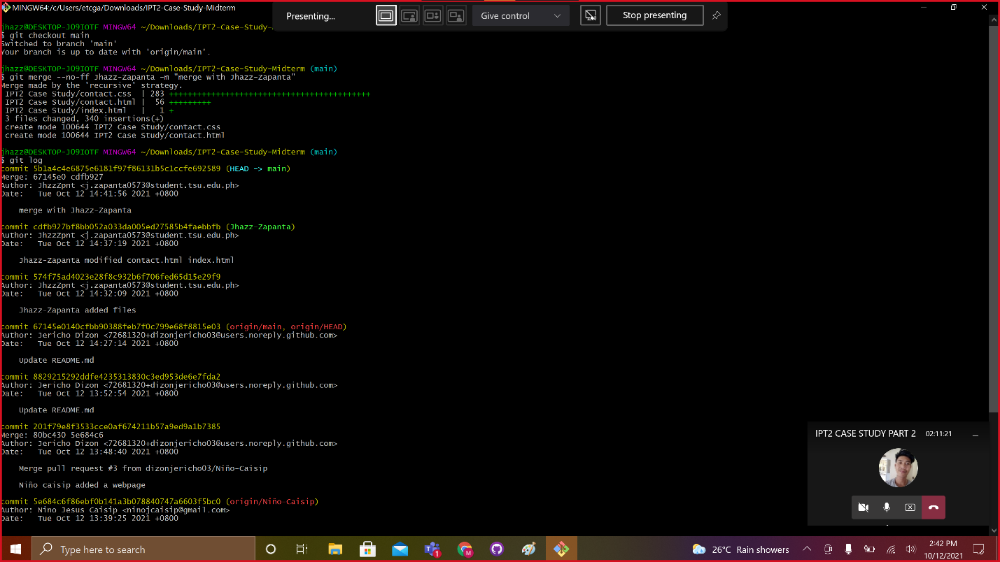 MINGW64:/c/Users/etcga/Downloads/IPT2-Case-Study-Midterm
Presenting...
Give control
Stop presenting
jhazz@DESKTOP-J09IOTF MINGW64 ~/Downloads/IPT2-Case-Study-
$ git checkout main
Switched to branch 'main'
Your branch is up to date with 'origin/main'.
jhazz@DESKTOP-J09IOTF MINGW64 ~/Downloads/IPT2-Case-Study-Midterm (main)
$ git merge --no-ff Jhazz-Zapanta -m "merge with Jhazz-Zapanta"
Merge made by the 'recursive' strategy.
IPT2 Case Study/contact.css | 283 +++++++++++++++++++++++++++++++++++++++++++
IPT2 Case Study/contact.html | 56 +++++++++
IPT2 Case Study/index.html | 1 +
3 files changed, 340 insertions(+)
create mode 100644 IPT2 Case Study/contact.css
create mode 100644 IPT2 Case Study/contact.html
jhazz@DESKTOP-J09IOTF MINGW64 ~/Downloads/IPT2-Case-Study-Midterm (main)
$ git log
commit 5b1a4c4e6875e6181f97f86131b5c1ccfe692589 (HEAD -> main)
Merge: 67145e0 cdfb927
Author: JhzzZpnt <j.zapanta0573@student.tsu.edu.ph>
Date: Tue Oct 12 14:41:56 2021 +0800
merge with Jhazz-Zapanta
commit cdfb927bf8bb052a033da005ed27585b4faebbfb (Jhazz-Zapanta)
Author: JhzzZpnt <j.zapanta0573@student.tsu.edu.ph>
Date: Tue Oct 12 14:37:19 2021 +0800
Jhazz-Zapanta modified contact.html index.html
commit 574f75ad4023e28f8c932b6f706fed65d15e29f9
Author: JhzzZpnt <j.zapanta0573@student.tsu.edu.ph>
Date: Tue Oct 12 14:32:09 2021 +0800
Jhazz-Zapanta added files
commit 67145e0140cfbb90388feb7f0c799e68f8815e03 (origin/main, origin/HEAD)
Author: Jericho Dizon <72681320+dizonjericho03@users.noreply.github.com>
Date: Tue Oct 12 14:27:14 2021 +0800
Update README.md
commit 8829215292ddfe4235313830c3ed953de6e7fda2
Author: Jericho Dizon <72681320+dizonjericho03@users.noreply.github.com>
Date: Tue Oct 12 13:52:54 2021 +0800
Update README.md
commit 201f79e8f3533cce0af674211b57a9ed9a1b7385
Merge: 80bc430 5e684c6
Author: Jericho Dizon <72681320+dizonjericho03@users.noreply.github.com>
Date: Tue Oct 12 13:48:40 2021 +0800
Merge pull request #3 from dizonjericho03/Niño-Caisip
Niño caisip added a webpage
commit 5e684c6f86ebf0b141a3b078840747a6603f5bc0 (origin/Niño-Caisip)
Author: Nino Jesus Caisip <ninojcaisip@gmail.com>
Date: Tue Oct 12 13:39:25 2021 +0800
IPT2 CASE STUDY PART 2 02:11:21
Type here to search
1
M
26°C Rain showers
2:42 PM
10/12/2021